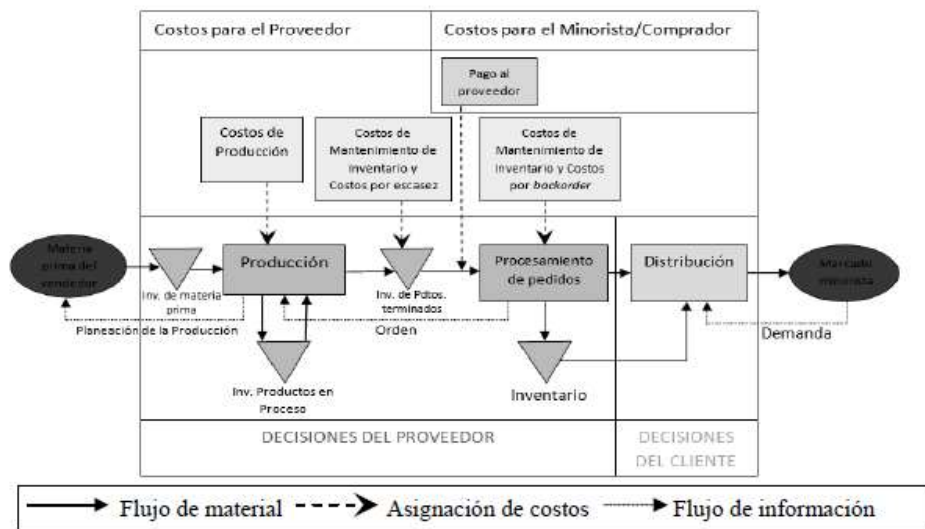 Costos para el Proveedor
Costos para el Minorista/Comprador
Pago al
proveedor
Costos de
Producción
Costos de
Mantenimiento de
Inventario y
Costos por escasez
Costos de
Mantenimiento de
Inventario y Costos
por backorder
Materia
prima del
vendedor
Inv. de materia
prima
Producción
Inv. de Pdtos.
terminados
Procesamiento
de pedidos
Distribución
Mercado
minorista
Planeación de la Producción
Orden
Demanda
Inv. Productos en
Proceso
Inventario
DECISIONES DEL PROVEEDOR
DECISIONES
DEL CLIENTE
Flujo de material
Asignación de costos
Flujo de información